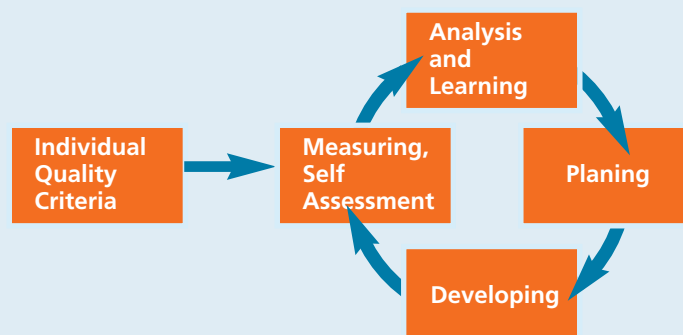 Individual
Quality
Criteria
Measuring,
Self
Assessment
Analysis
and
Learning
Planing
Developing